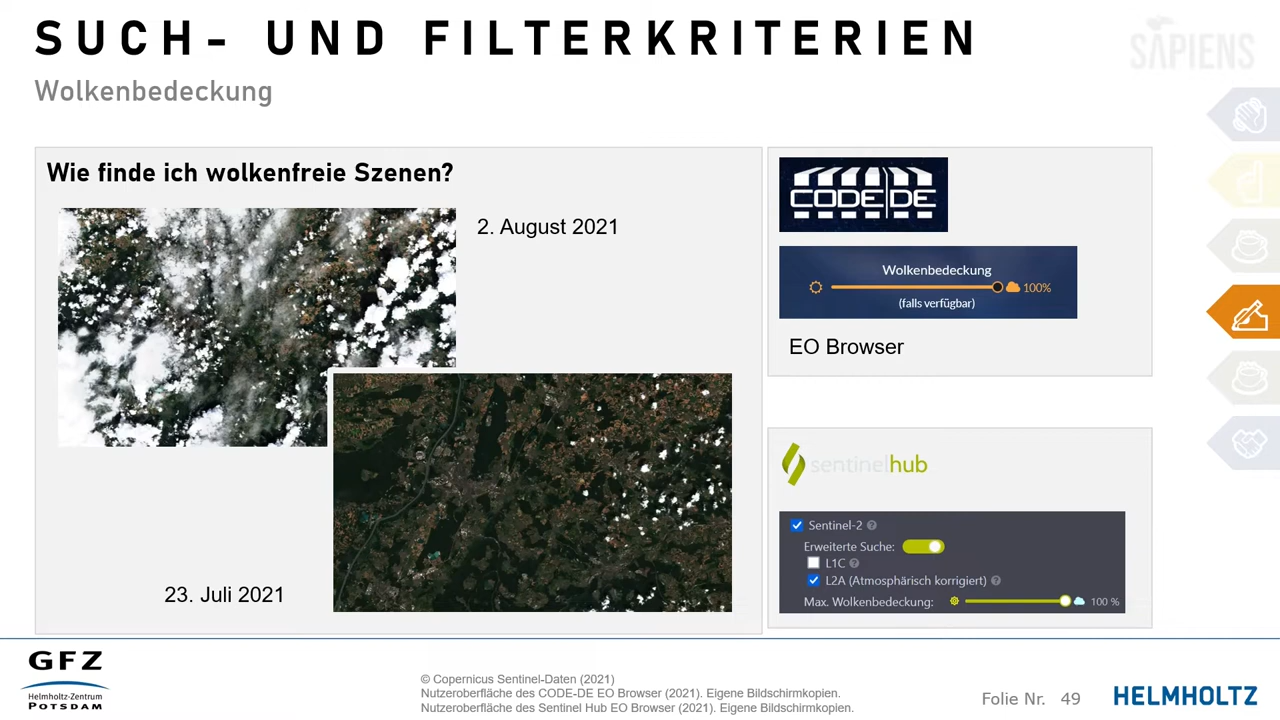 SUCH- UND FILTERKRITERIEN
SAPIENS
Wolkenbedeckung
Wie finde ich wolkenfreie Szenen?
2. August 2021
23. Juli 2021
CODE|DE
Wolkenbedeckung
100%
(falls verfügbar)
EO Browser
sentinelhub
Sentinel-2
Erweiterte Suche:
L1C
L2A (Atmosphärisch korrigiert)
Max. Wolkenbedeckung: 100 %
GFZ
Helmholtz-Zentrum
POTSDAM
© Copernicus Sentinel-Daten (2021)
Nutzeroberfläche des CODE-DE EO Browser (2021). Eigene Bildschirmkopien.
Nutzeroberfläche des Sentinel Hub EO Browser (2021). Eigene Bildschirmkopien.
Folie Nr. 49
HELMHOLTZ